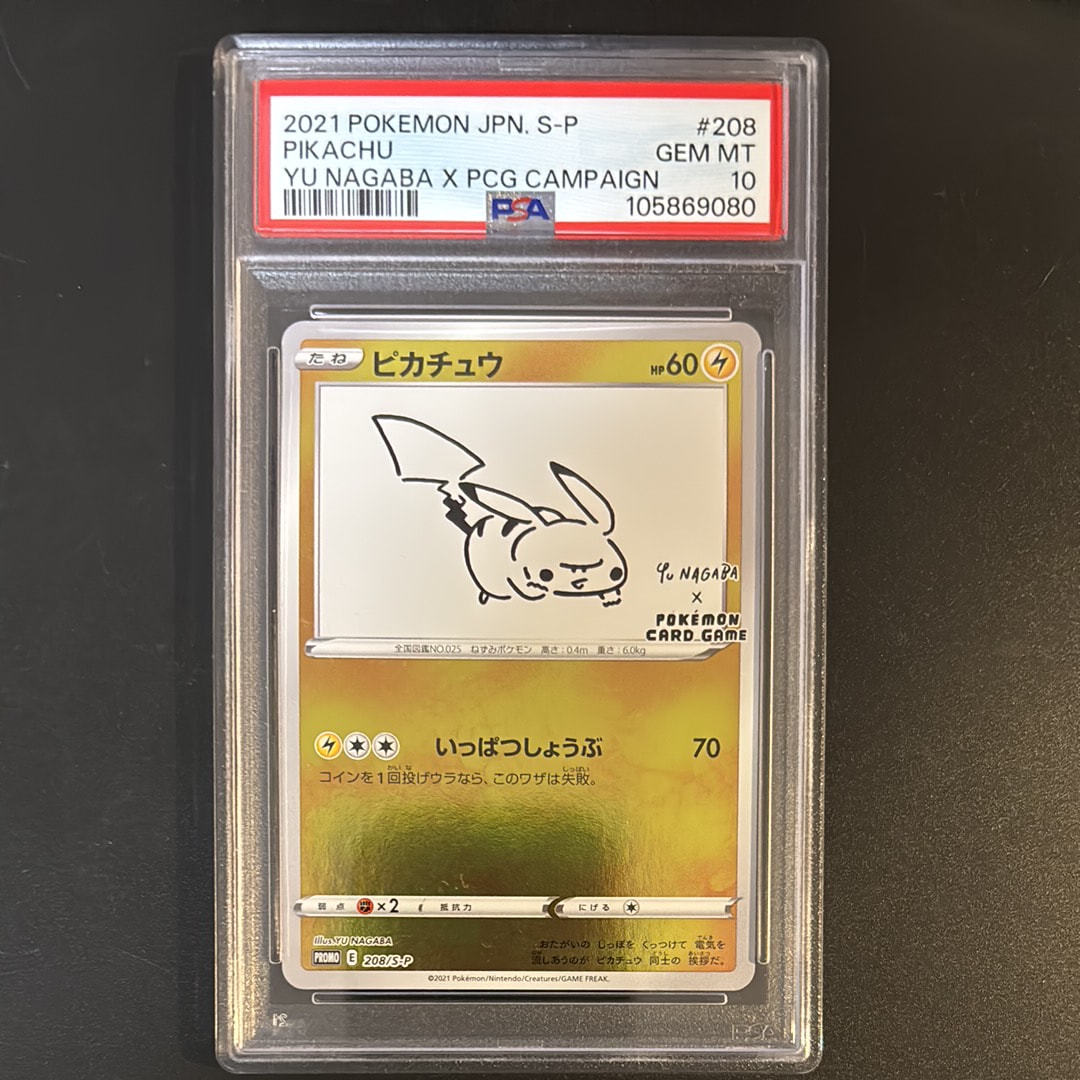 2021 POKEMON JPN. S-P #208
PIKACHU GEM MT
YU NAGABA X PCG CAMPAIGN 10
PSA 105869080
たね ピカチュウ HP60
YU NAGABA
X
POKÉMON
CARD GAME
全国図鑑NO.025 ねずみポケモン 高さ:0.4m 重さ:6.0kg
いっぱつしょうぶ 70
コインを1回投げウラなら、このワザは失敗。
弱点 ×2 抵抗力 にげる
Illus.YU NAGABA
PROMO E 208/S-P
おたがいの しっぽを くっつけて 電気を
流しあうのが ピカチュウ 同士の 挨拶だ。
©2021 Pokémon/Nintendo/Creatures/GAME FREAK.